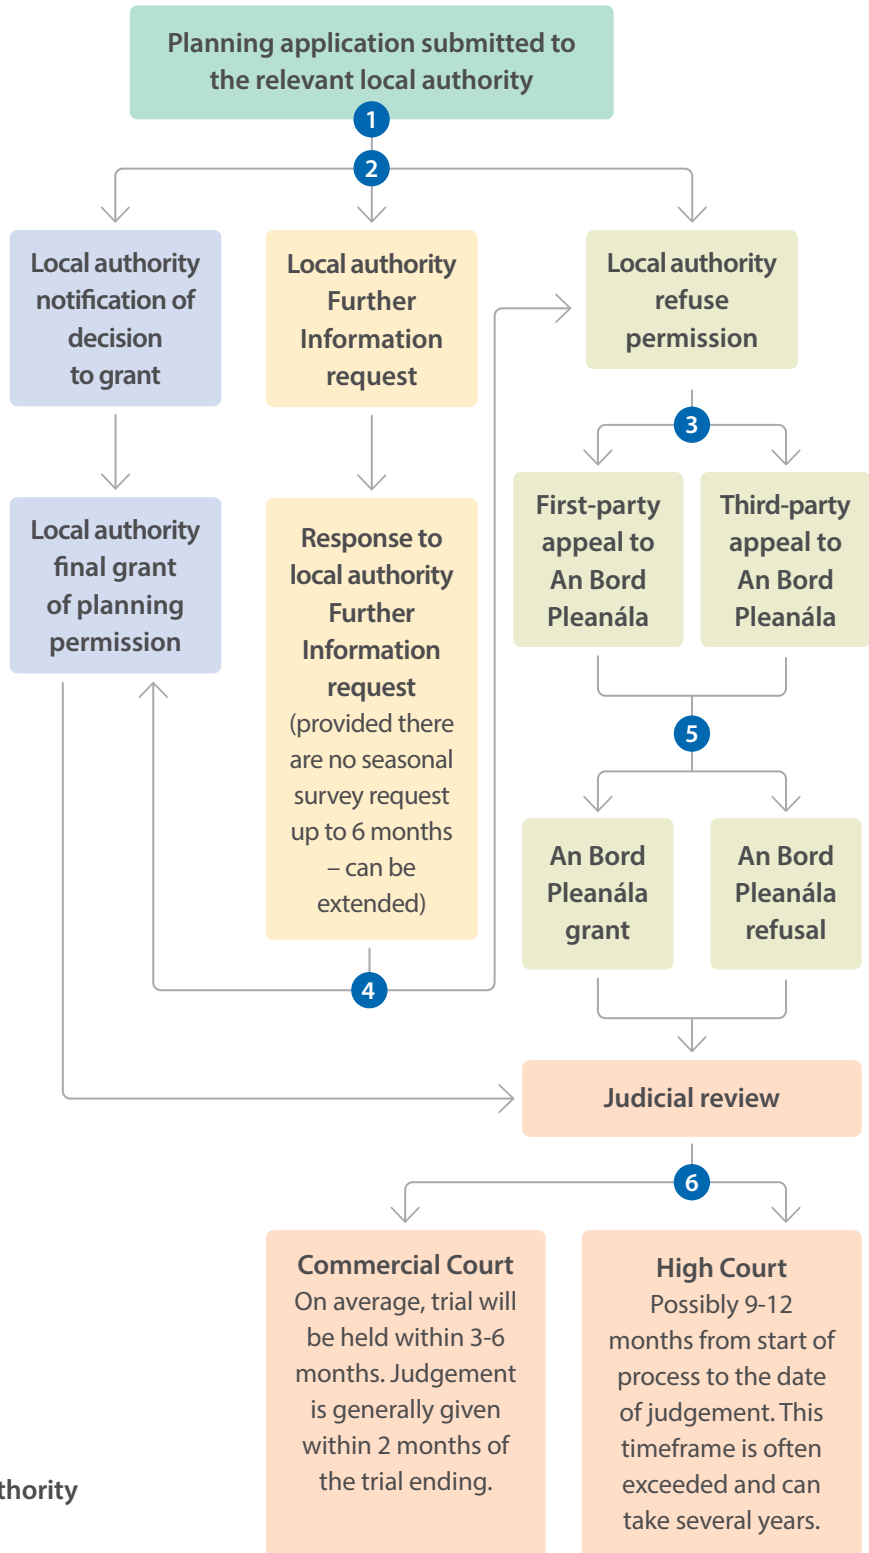 Planning application submitted to
the relevant local authority
1
2
Local authority
notification of
decision
to grant
Local authority
Further
Information
request
Local authority
refuse
permission
3
Local authority
final grant
of planning
permission
Response to
local authority
Further
Information
request
(provided there
are no seasonal
survey request
up to 6 months
– can be
extended)
First-party
appeal to
An Bord
Pleanála
Third-party
appeal to
An Bord
Pleanála
5
An Bord
Pleanála
grant
An Bord
Pleanála
refusal
4
Judicial review
6
Commercial Court
On average, trial will
be held within 3-6
months. Judgement
is generally given
within 2 months of
the trial ending.
High Court
Possibly 9-12
months from start of
process to the date
of judgement. This
timeframe is often
exceeded and can
take several years.
thority